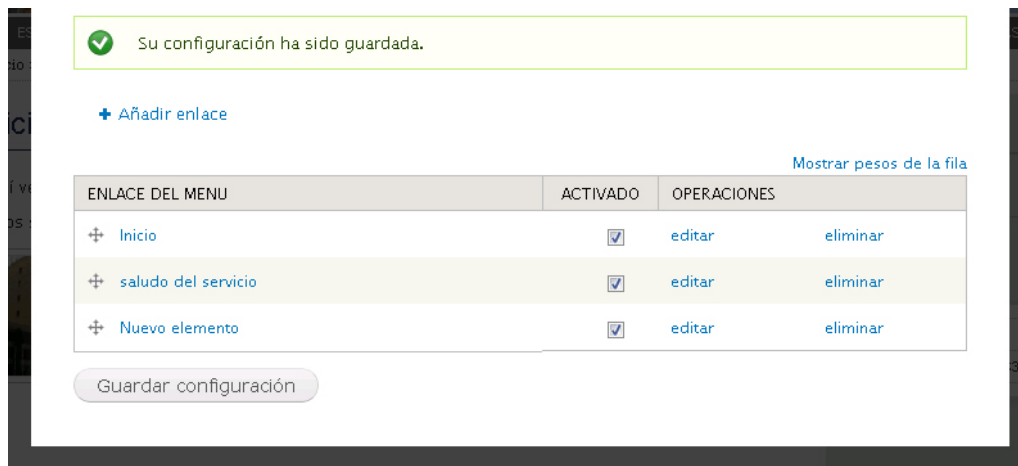 Su configuración ha sido guardada.
Añadir enlace
Mostrar pesos de la fila
ENLACE DEL MENU ACTIVADO OPERACIONES
Inicio editar eliminar
saludo del servicio editar eliminar
Nuevo elemento editar eliminar
Guardar configuración